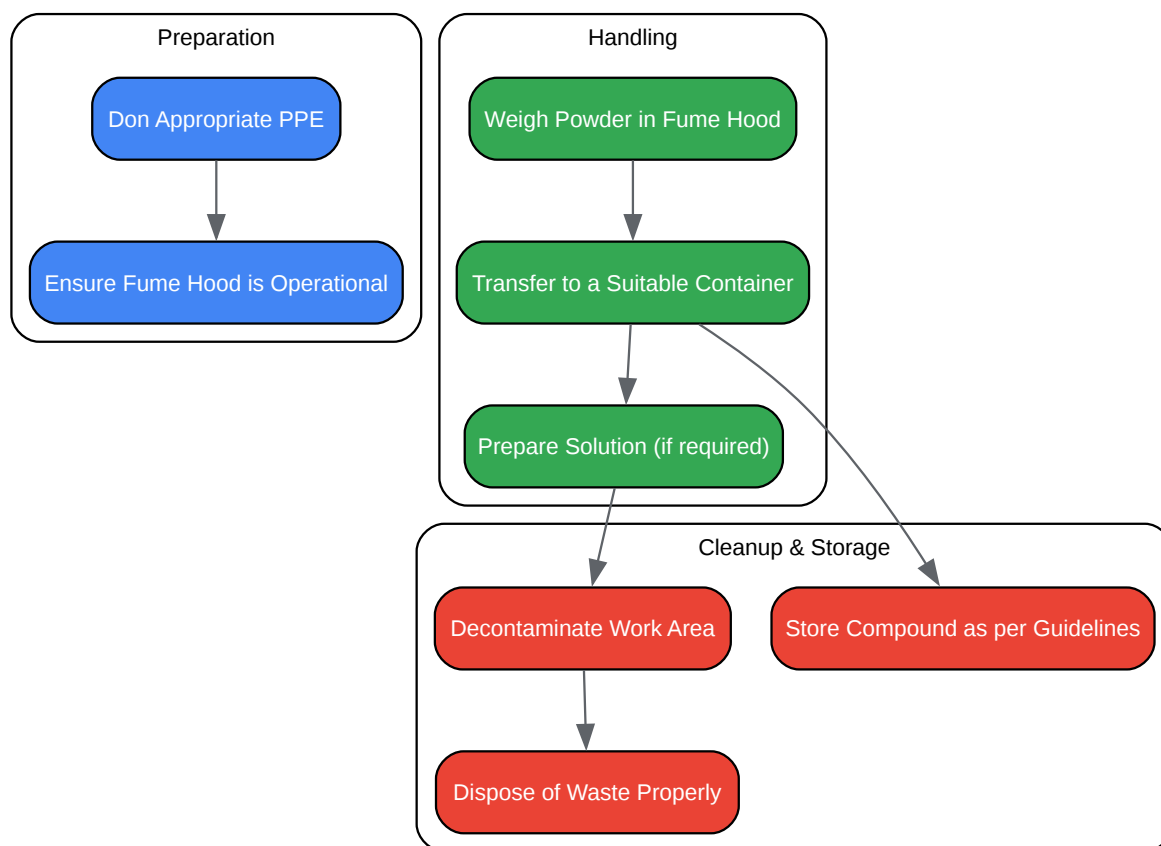 Preparation
Don Appropriate PPE
Ensure Fume Hood is Operational
Handling
Weigh Powder in Fume Hood
Transfer to a Suitable Container
Prepare Solution (if required)
Cleanup & Storage
Decontaminate Work Area
Store Compound as per Guidelines
Dispose of Waste Properly